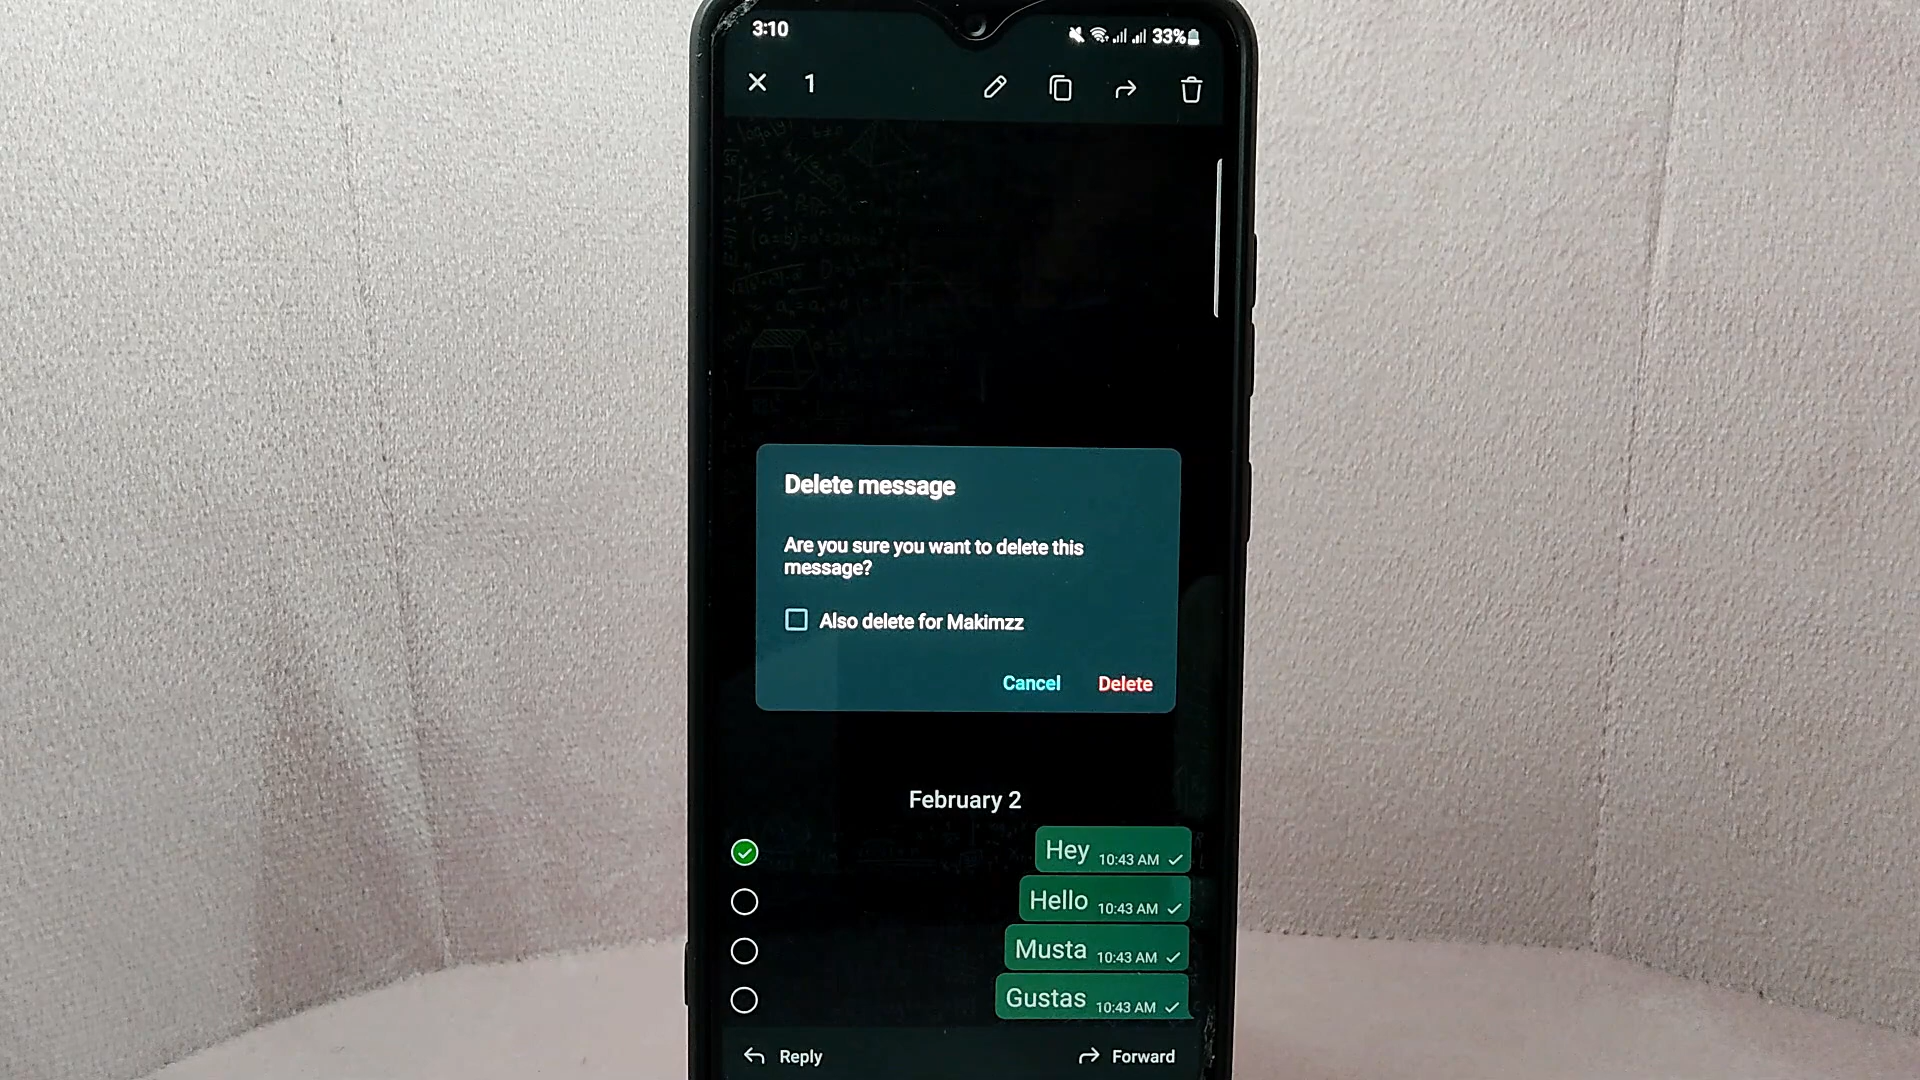 3:10
33%
1
Delete message
Are you sure you want to delete this
message?
Also delete for Makimzz
Cancel Delete
February 2
Hey 10:43 AM
Hello 10:43 AM
Musta 10:43 AM
Gustas 10:43 AM
Reply Forward